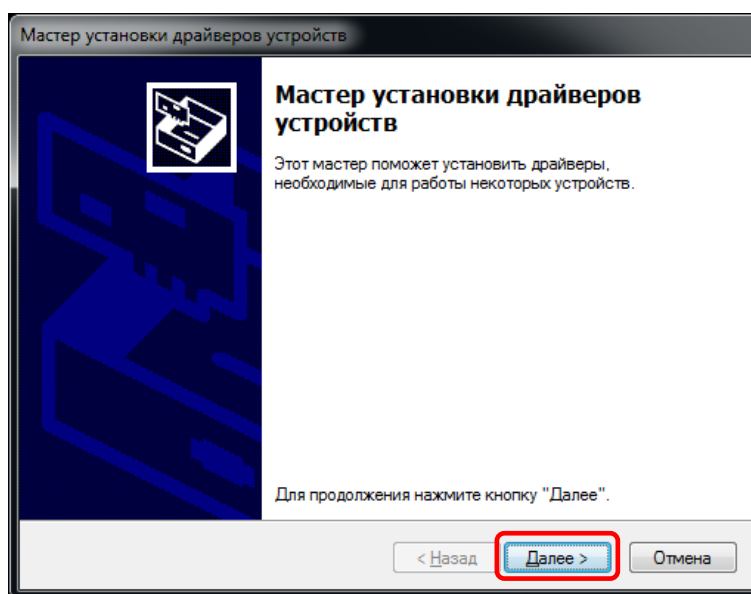 Мастер установки драйверов устройств
Мастер установки драйверов
устройств
Этот мастер поможет установить драйверы,
необходимые для работы некоторых устройств.
Для продолжения нажмите кнопку "Далее".
< Назад Далее > Отмена